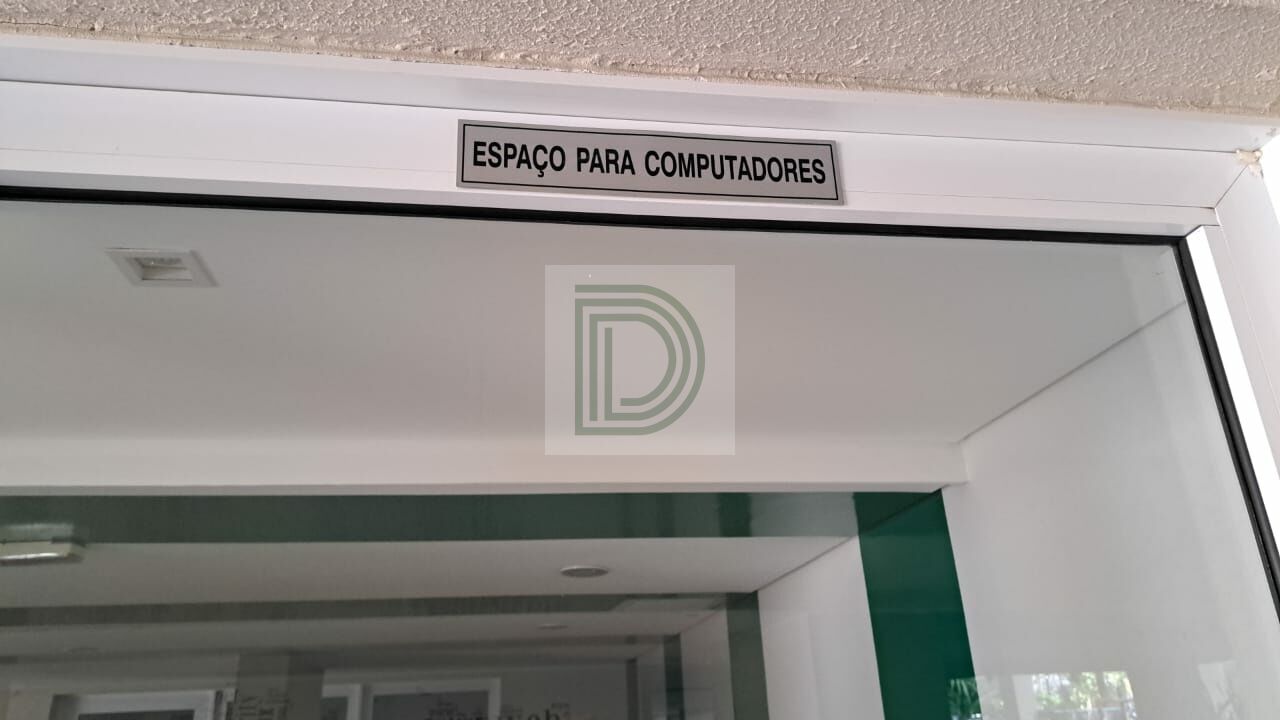 ESPAÇO PARA COMPUTADORES